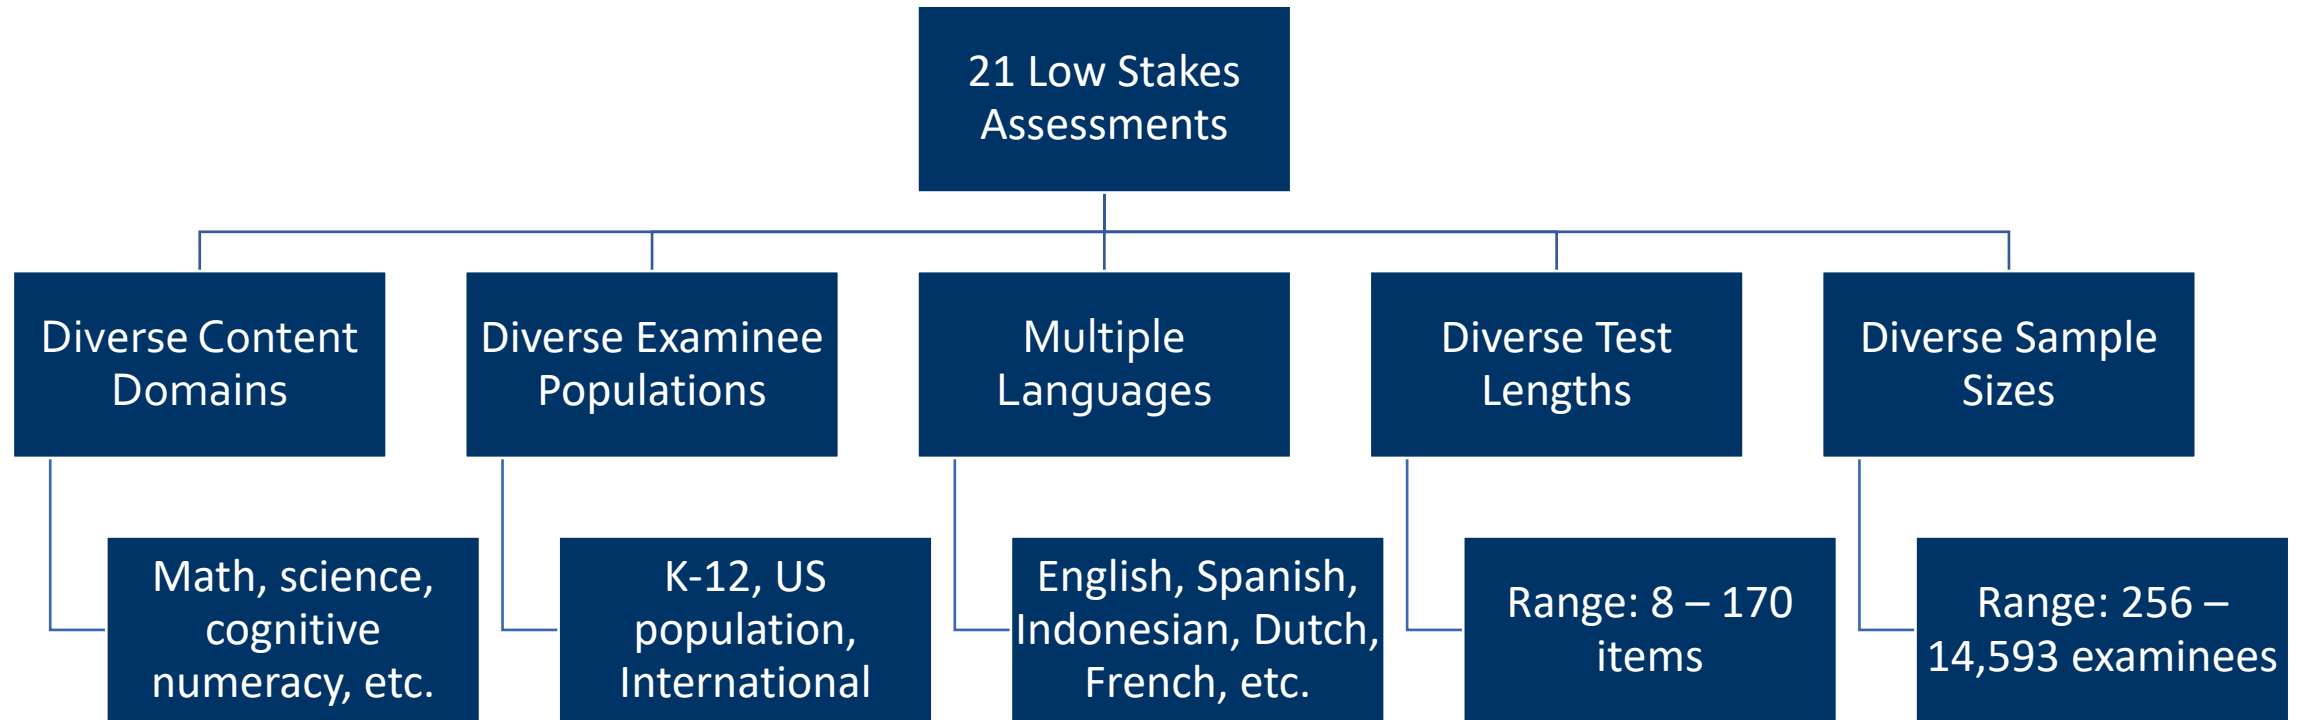 21 Low Stakes
Assessments
Diverse Content
Domains
Diverse Examinee
Populations
Multiple
Languages
Diverse Test
Lengths
Diverse Sample
Sizes
Math, science,
cognitive
numeracy, etc.
K-12, US
population,
International
English, Spanish,
Indonesian, Dutch,
French, etc.
Range: 8 – 170
items
Range: 256 –
14,593 examinees